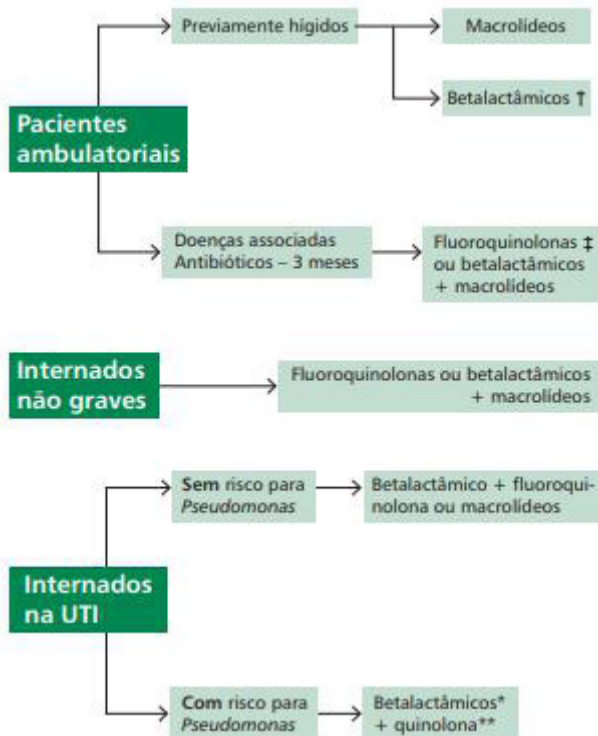 Previamente hígidos
Macrolídeos
Betalactâmicos †
Pacientes
ambulatoriais
Doenças associadas
Antibióticos – 3 meses
Fluoroquinolonas ‡
ou betalactâmicos
+ macrolídeos
Internados
não graves
Fluoroquinolonas ou betalactâmicos
+ macrolídeos
Sem risco para
Pseudomonas
Betalactâmico + fluoroqui-
nolona ou macrolídeos
Internados
na UTI
Com risco para
Pseudomonas
Betalactâmicos*
+ quinolona**